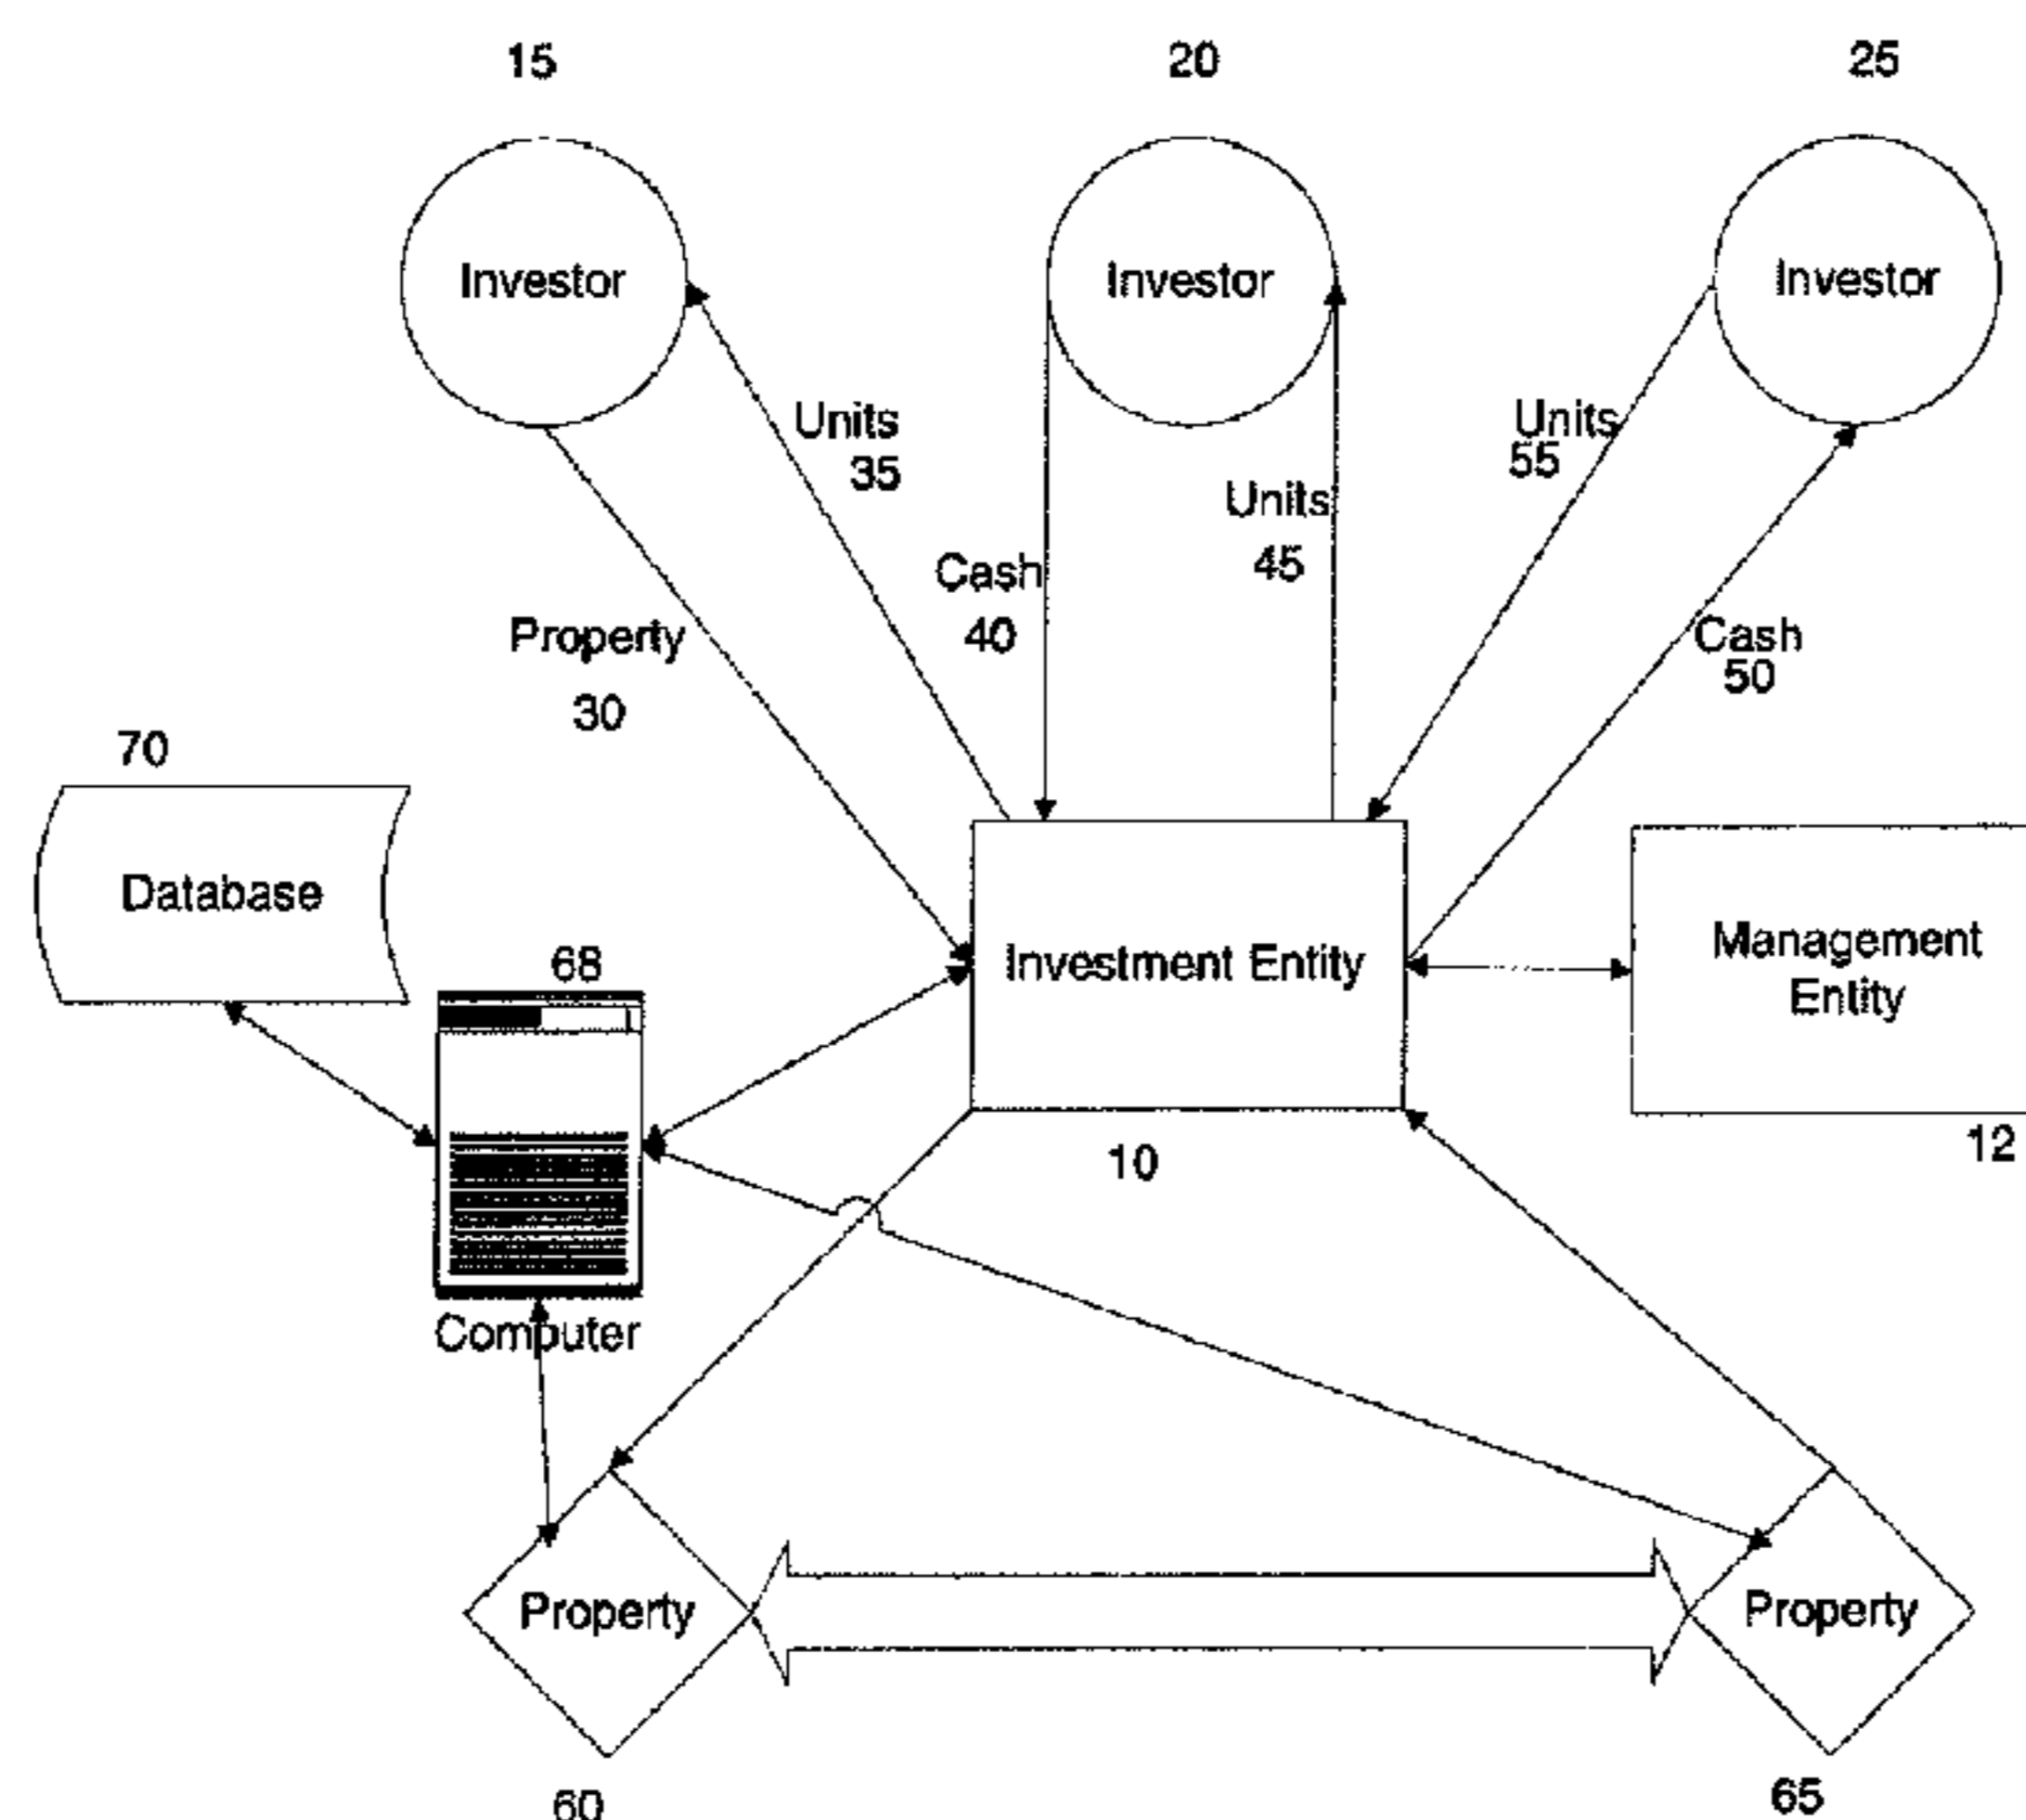 15
20
25
Investor
Investor
Investor
Units
35
Units
55
Units
45
Cash
40
Property
30
Cash
50
70
Database
68
Investment Entity
Management
Entity
10
12
Computer
Property
Property
60
65